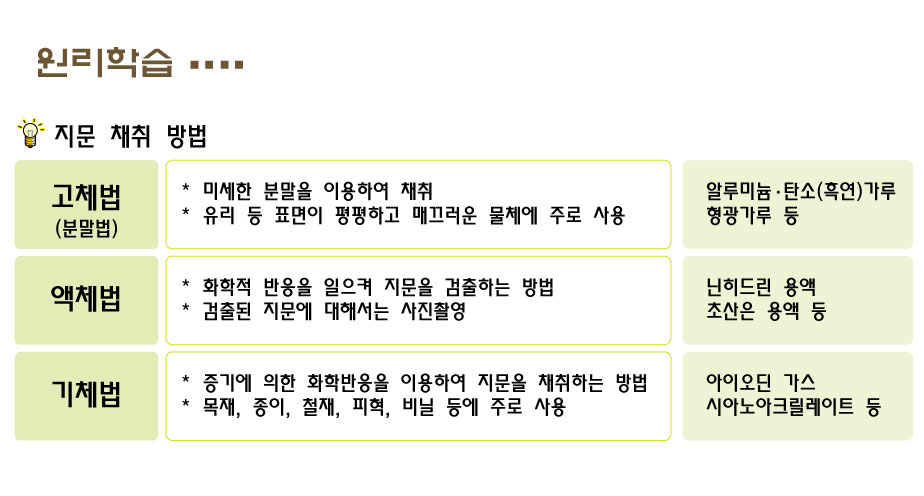 원리학습 ....
지문 채취 방법
고체법
(분말법)
* 미세한 분말을 이용하여 채취
* 유리 등 표면이 평평하고 매끄러운 물체에 주로 사용
알루미늄·탄소(흑연)가루
형광가루 등
액체법
* 화학적 반응을 일으켜 지문을 검출하는 방법
* 검출된 지문에 대해서는 사진촬영
닌히드린 용액
초산은 용액 등
기체법
* 증기에 의한 화학반응을 이용하여 지문을 채취하는 방법
* 목재, 종이, 철재, 피혁, 비닐 등에 주로 사용
아이오딘 가스
시아노아크릴레이트 등